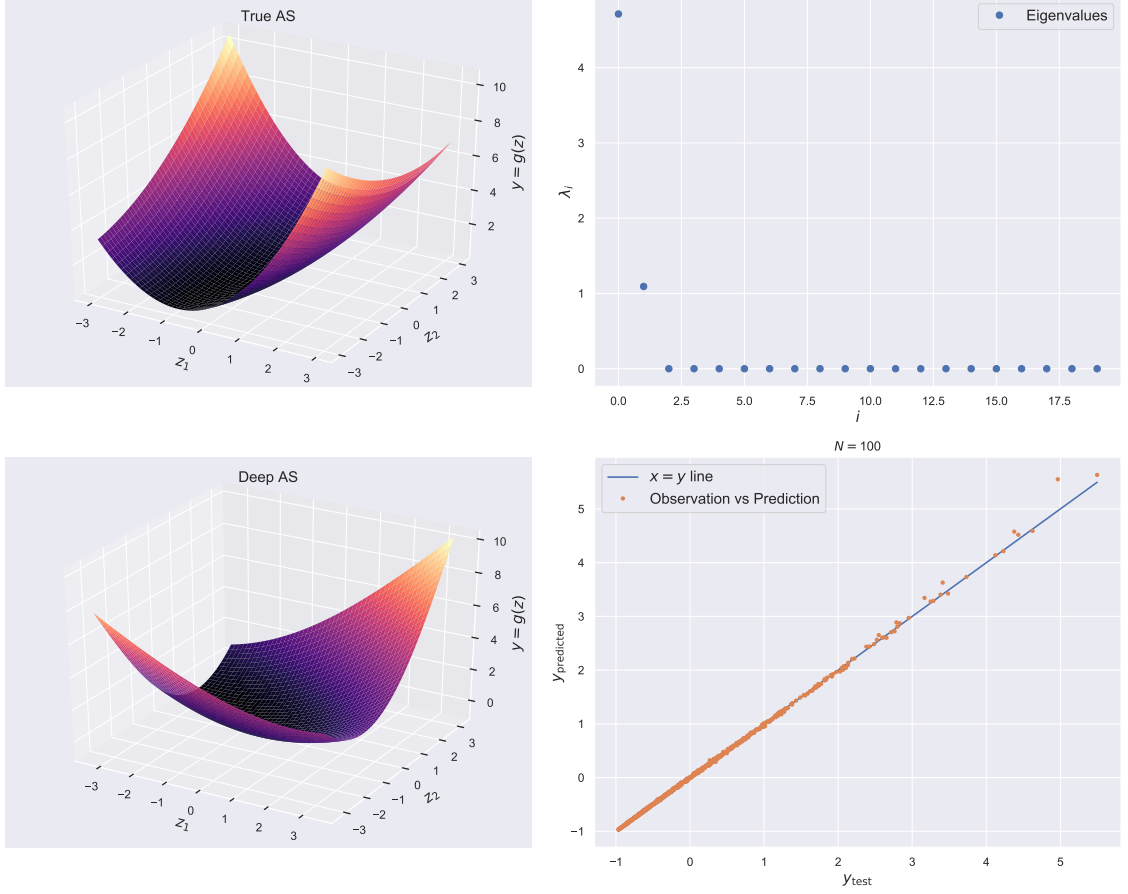 True AS
10
8
6
4
2
y = g(z)
−3
−2
−1
0
1
2
3
z₁
−3
−2
−1
0
1
2
3
z₂
Eigenvalues
4
3
2
1
0
λᵢ
0.0 2.5 5.0 7.5 10.0 12.5 15.0 17.5
i
Deep AS
10
8
6
4
2
0
y = g(z)
−3
−2
−1
0
1
2
3
z₁
−3
−2
−1
0
1
2
3
z₂
N = 100
x = y line
Observation vs Prediction
5
4
3
2
1
0
−1
y_predicted
−1 0 1 2 3 4 5
y_test